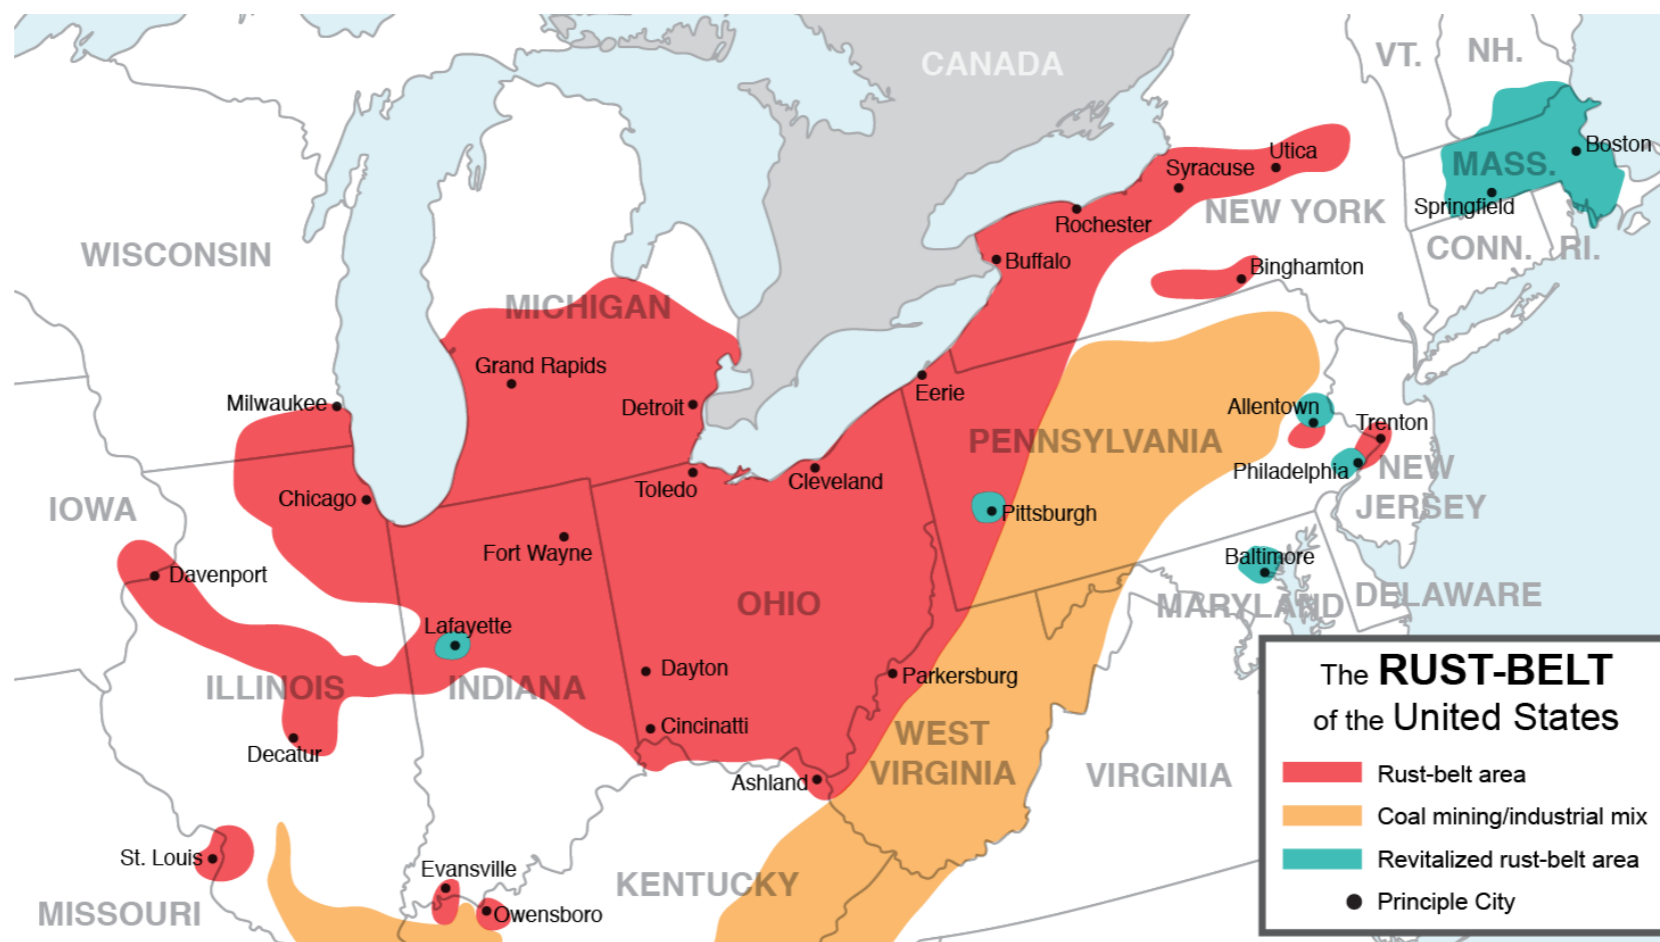 CANADA
VT.
NH.
Boston
MASS.
Utica
Syracuse
Springfield
NEW YORK
Rochester
WISCONSIN
CONN.
RI.
Buffalo
Binghamton
MICHIGAN
Grand Rapids
Eerie
Milwaukee
Detroit
Allentown
Trenton
PENNSYLVANIA
Philadelphia
NEW
JERSEY
Cleveland
Toledo
Chicago
IOWA
Pittsburgh
Fort Wayne
Baltimore
Davenport
OHIO
MARYLAND
DELAWARE
Lafayette
Dayton
Parkersburg
ILLINOIS
INDIANA
Cincinatti
WEST
VIRGINIA
Decatur
Ashland
VIRGINIA
St. Louis
Evansville
KENTUCKY
MISSOURI
Owensboro
The RUST-BELT
of the United States
Rust-belt area
Coal mining/industrial mix
Revitalized rust-belt area
Principle City